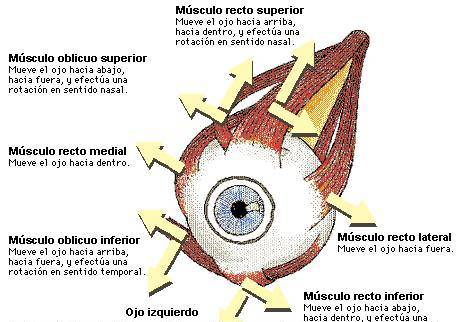 Músculo recto superior
Mueve el ojo hacia arriba,
hacia dentro, y efectúa una
rotación en sentido nasal.
Músculo oblicuo superior
Mueve el ojo hacia abajo,
hacia fuera, y efectúa una
rotación en sentido nasal.
Músculo recto medial
Mueve el ojo hacia dentro.
Músculo oblicuo inferior
Mueve el ojo hacia arriba,
hacia fuera, y efectúa una
rotación en sentido temporal.
Músculo recto lateral
Mueve el ojo hacia fuera.
Ojo izquierdo
Músculo recto inferior
Mueve el ojo hacia abajo,
hacia dentro, y efectúa una